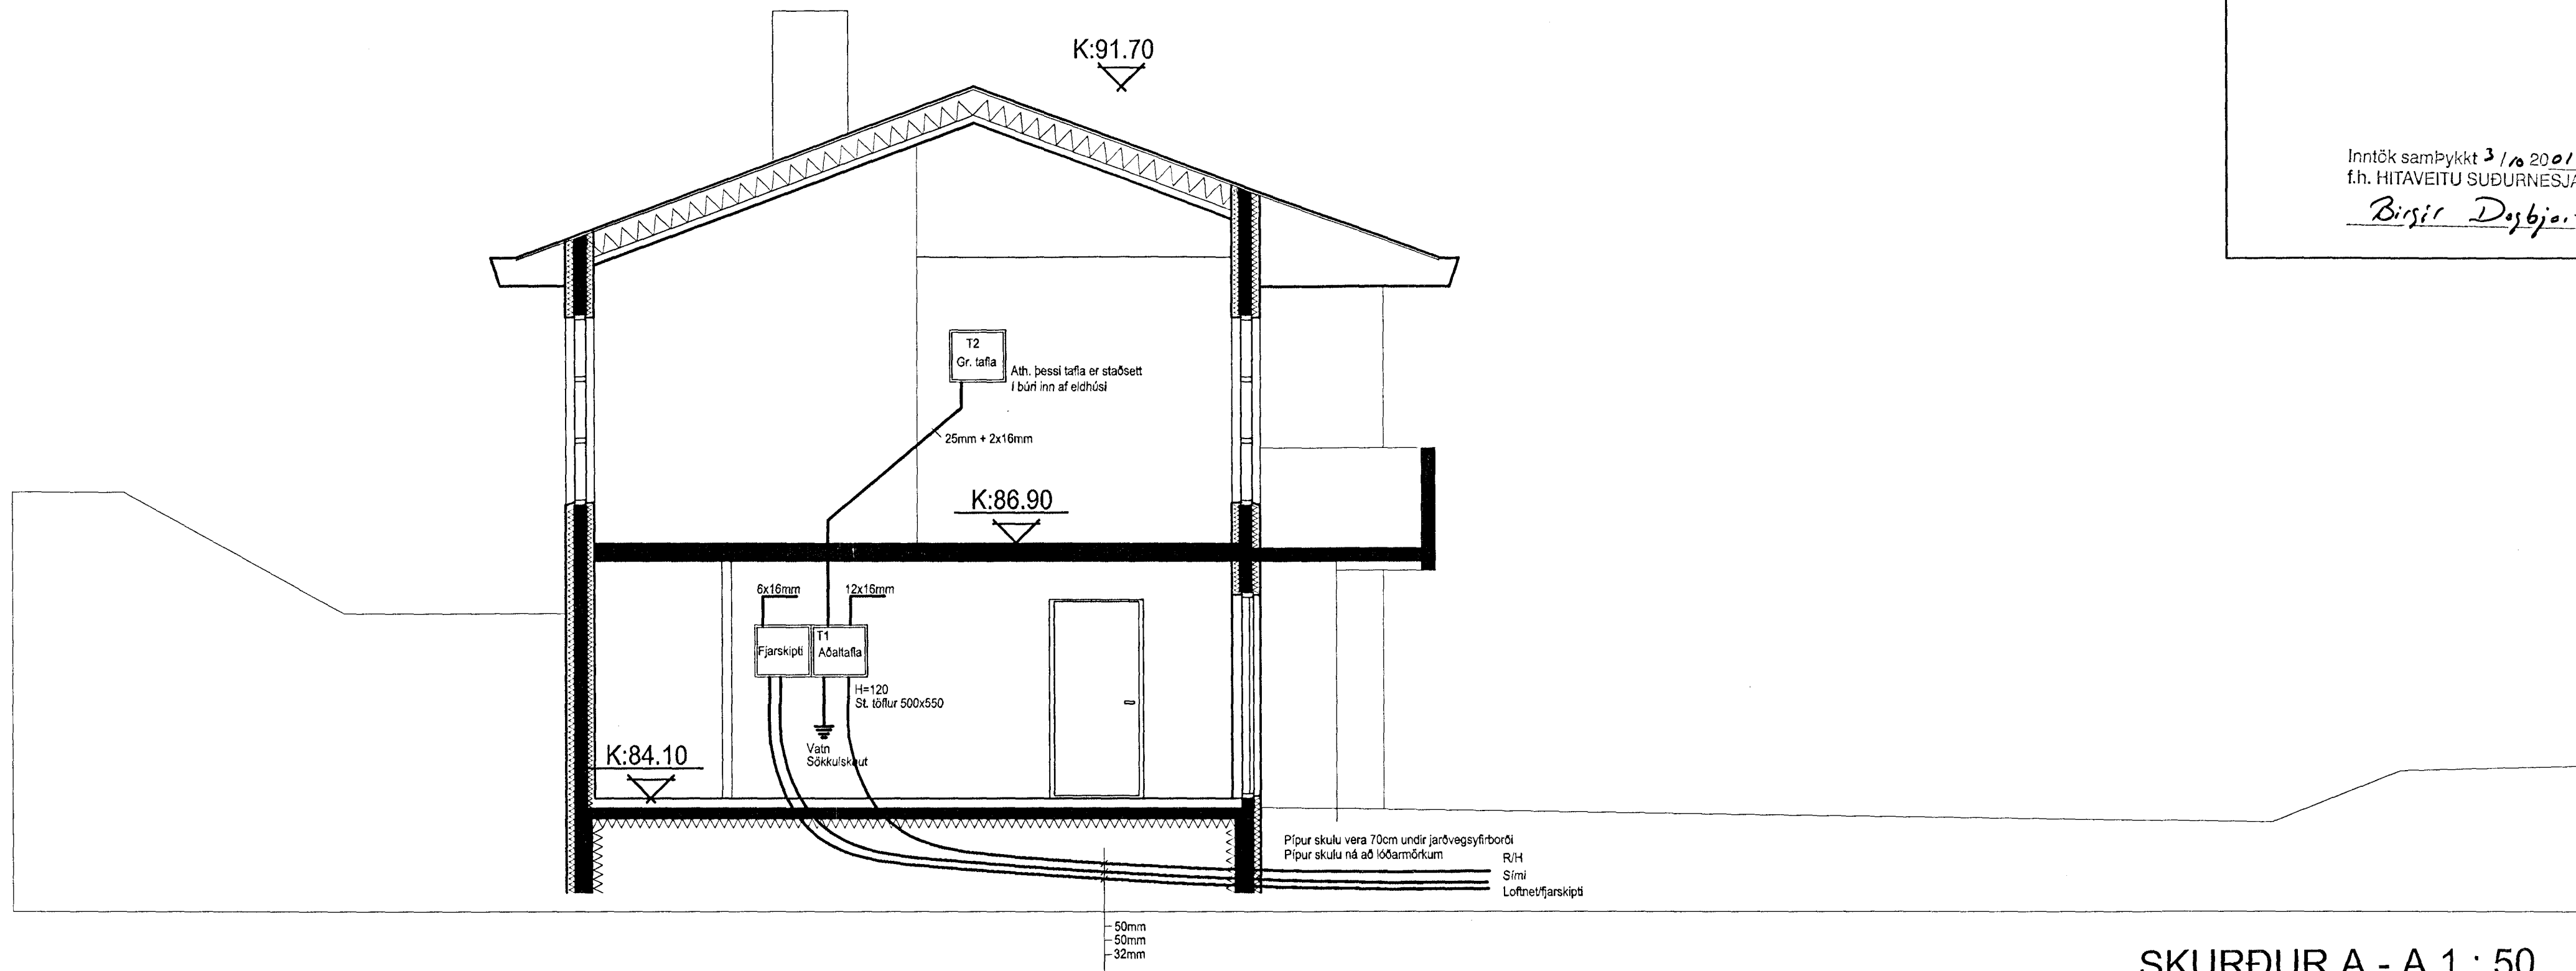 K:91.70
Inntök samþykkt 3/10 2001
f.h. HITAVEITU SUÐURNESJA
Birgir
T2
Gr. tafla
Ath. þessi tafla er staðsett
í búri inn af eldhúsi
25mm + 2x16mm
K:86.90
6x16mm
12x16mm
Fjarskipti
T1
Aðaltafla
H=120
St. töflur 500x550
Vatn
Sökkulskaut
K:84.10
Pípur skulu vera 70cm undir jarðvegsyfirborði
Pípur skulu ná að lóðarmörkum
R/H
Sími
Loftnet/fjarskipti
50mm
50mm
32mm
SKURÐUR A - A 1 : 50